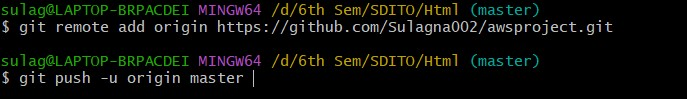 sulag@LAPTOP-BRPACDEI MINGW64 /d/6th Sem/SDITO/Html (master)
$ git remote add origin https://github.com/Sulagna002/awsproject.git
sulag@LAPTOP-BRPACDEI MINGW64 /d/6th Sem/SDITO/Html (master)
$ git push -u origin master